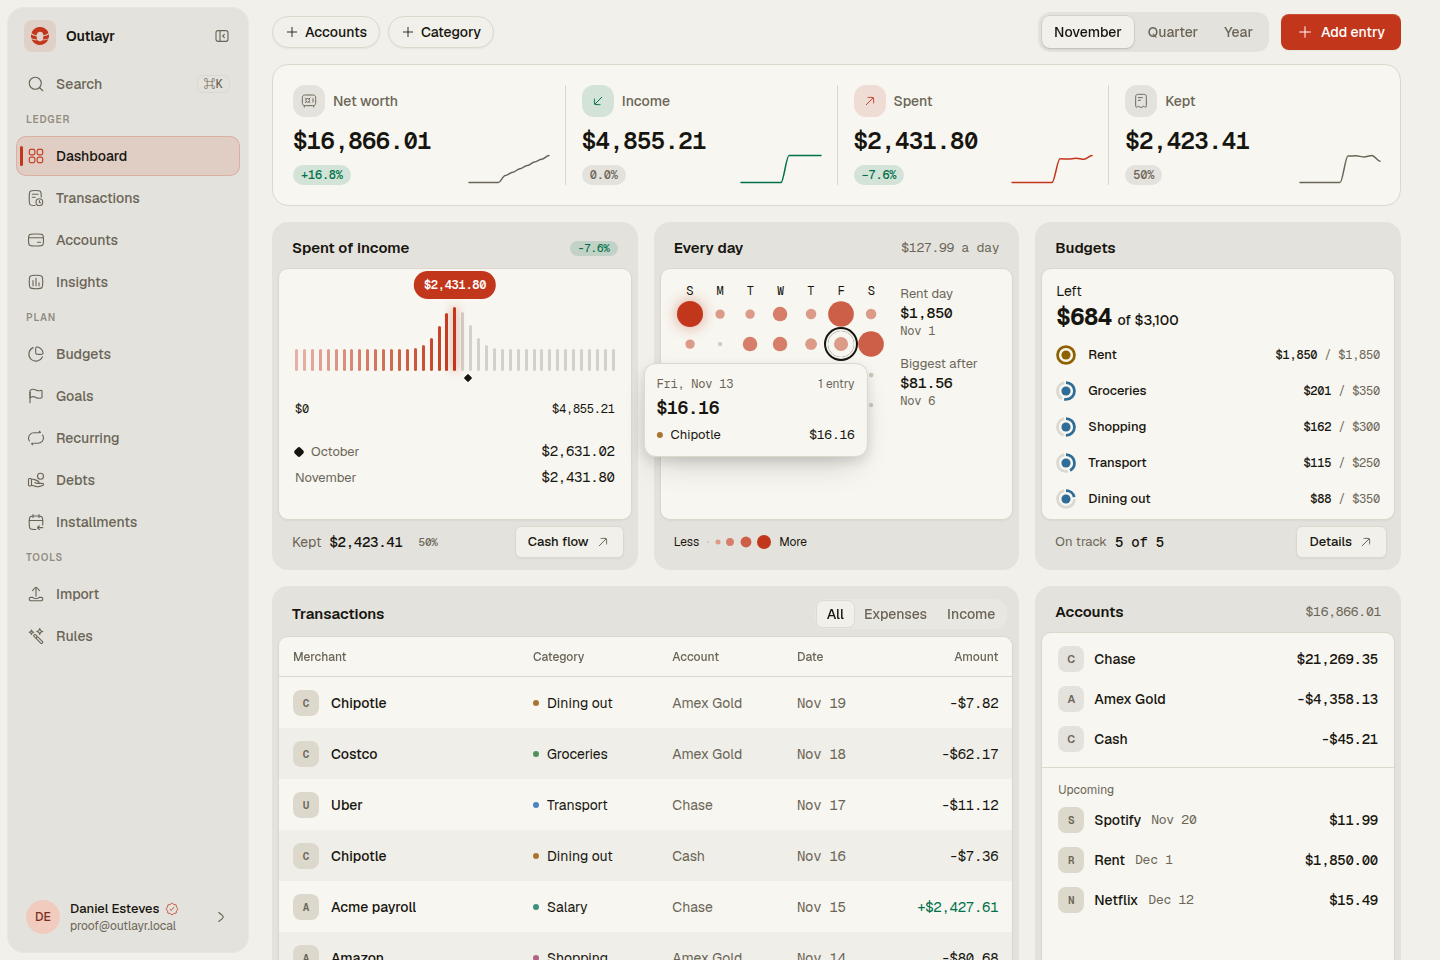 Outlayr
Search ⌘K
LEDGER
Dashboard
Transactions
Accounts
Insights
PLAN
Budgets
Goals
Recurring
Debts
Installments
TOOLS
Import
Rules
DE
Daniel Esteves
proof@outlayr.local
Accounts
Category
November Quarter Year
Add entry
Net worth
$16,866.01
+16.8%
Income
$4,855.21
0.0%
Spent
$2,431.80
-7.6%
Kept
$2,423.41
50%
Spent of income -7.6%
$2,431.80
$0 $4,855.21
October $2,631.02
November $2,431.80
Kept $2,423.41 50% Cash flow
Every day $127.99 a day
S M T W T F S
Rent day
$1,850
Nov 1
Biggest after
$81.56
Nov 6
Fri, Nov 13 1 entry
$16.16
Chipotle $16.16
Less More
Budgets
Left
$684 of $3,100
Rent $1,850 / $1,850
Groceries $201 / $350
Shopping $162 / $300
Transport $115 / $250
Dining out $88 / $350
On track 5 of 5 Details
Transactions All Expenses Income
Merchant Category Account Date Amount
C Chipotle Dining out Amex Gold Nov 19 -$7.82
C Costco Groceries Amex Gold Nov 18 -$62.17
U Uber Transport Chase Nov 17 -$11.12
C Chipotle Dining out Cash Nov 16 -$7.36
A Acme payroll Salary Chase Nov 15 +$2,427.61
A Amazon Shopping Amex Gold Nov 14 -$80.68
Accounts $16,866.01
C Chase $21,269.35
A Amex Gold -$4,358.13
C Cash -$45.21
Upcoming
S Spotify Nov 20 $11.99
R Rent Dec 1 $1,850.00
N Netflix Dec 12 $15.49